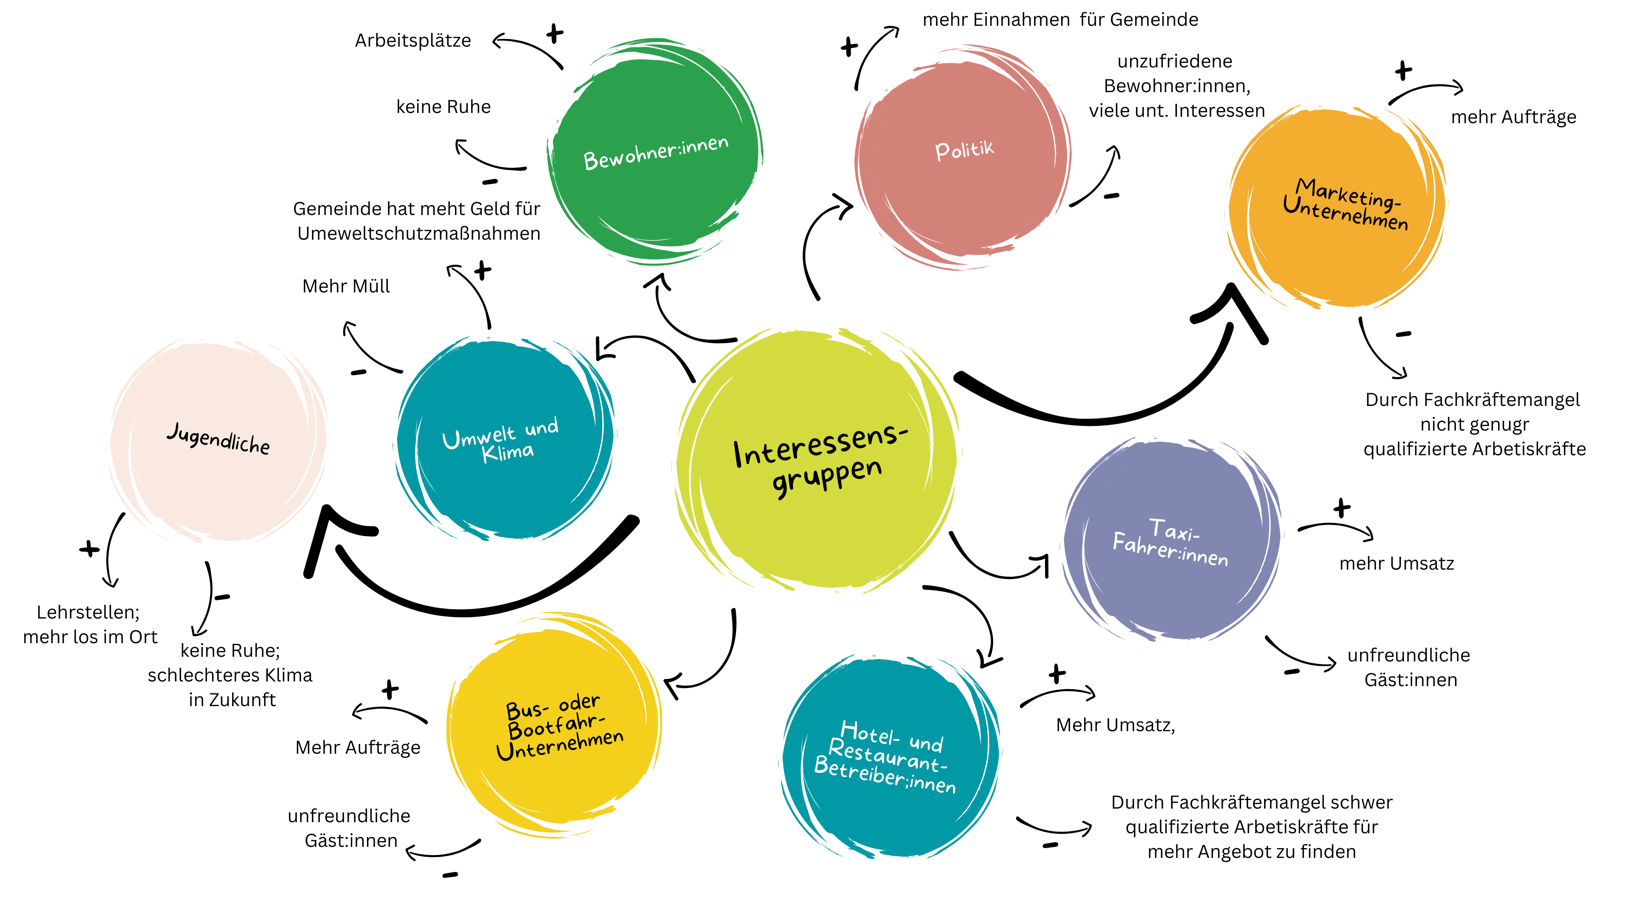 Arbeitsplätze
+
keine Ruhe
-
Bewohner:innen
mehr Einnahmen für Gemeinde
+
unzufriedene
Bewohner:innen,
viele unt. Interessen
-
Politik
+
mehr Aufträge
Marketing-
Unternehmen
-
Durch Fachkräftemangel
nicht genugr
qualifizierte Arbetiskräfte
Gemeinde hat meht Geld für
Umeweltschutzmaßnahmen
+
Mehr Müll
-
Umwelt und
Klima
Jugendliche
+
Lehrstellen;
mehr los im Ort
-
keine Ruhe;
schlechteres Klima
in Zukunft
Interessens-
gruppen
Taxi-
Fahrer:innen
+
mehr Umsatz
-
unfreundliche
Gäst:innen
Bus- oder
Bootfahr-
Unternehmen
+
Mehr Aufträge
unfreundliche
Gäst:innen
-
Hotel- und
Restaurant-
Betreiber;innen
+
Mehr Umsatz,
-
Durch Fachkräftemangel schwer
qualifizierte Arbetiskräfte für
mehr Angebot zu finden